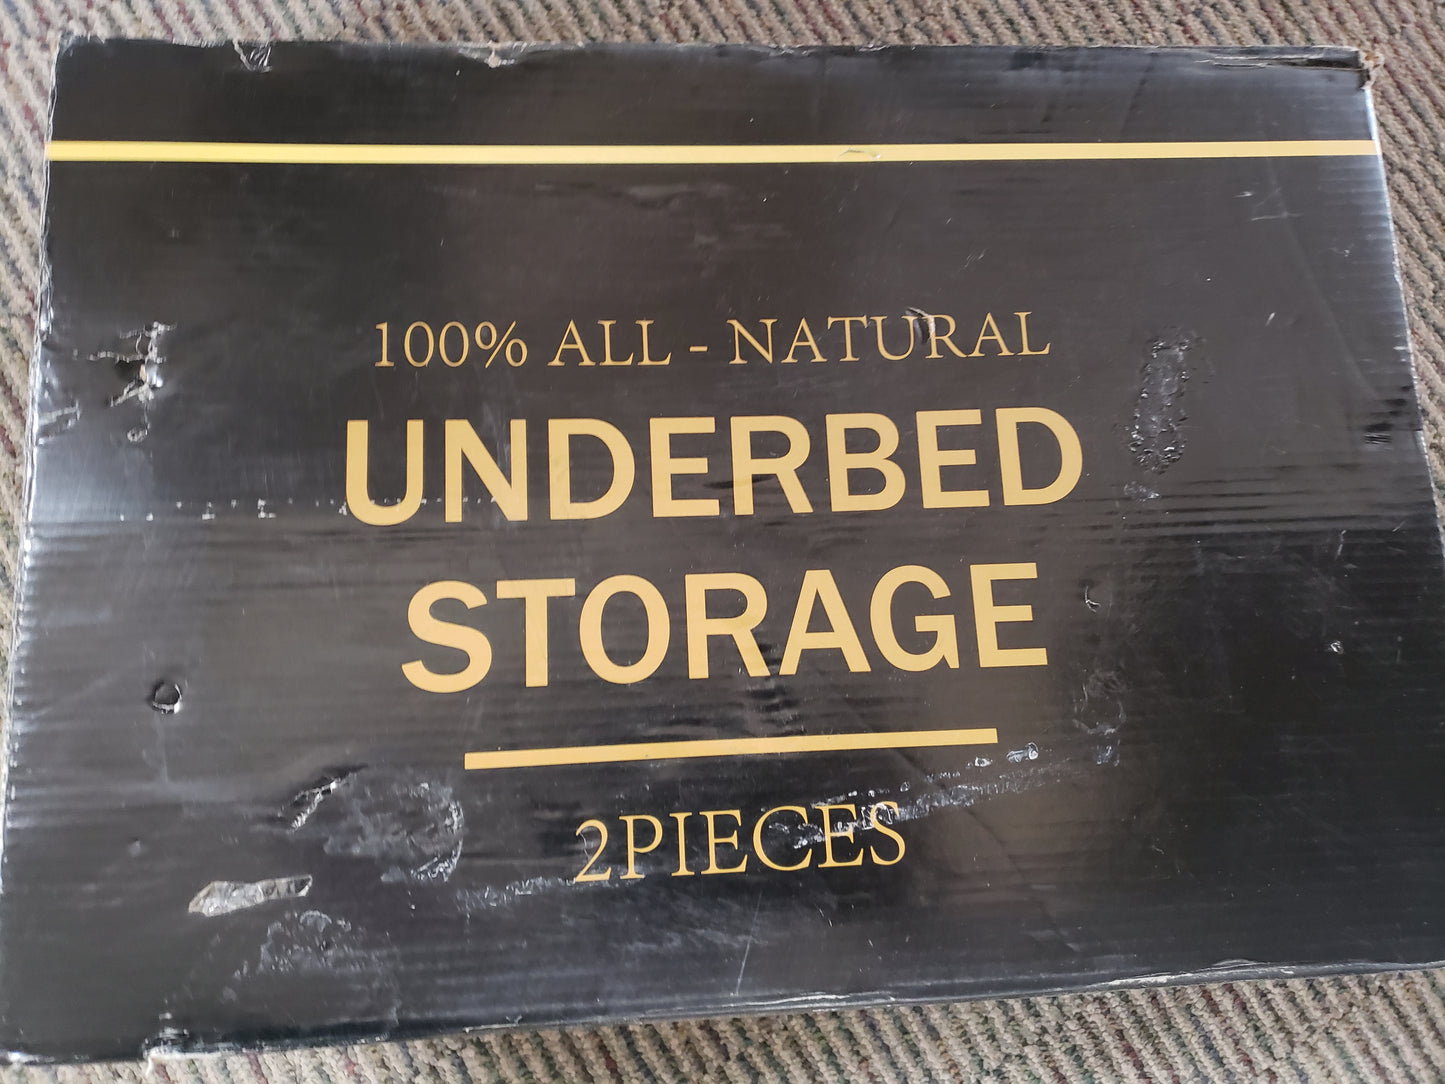 100% ALL - NATURAL
UNDERBED
STORAGE
2PIECES